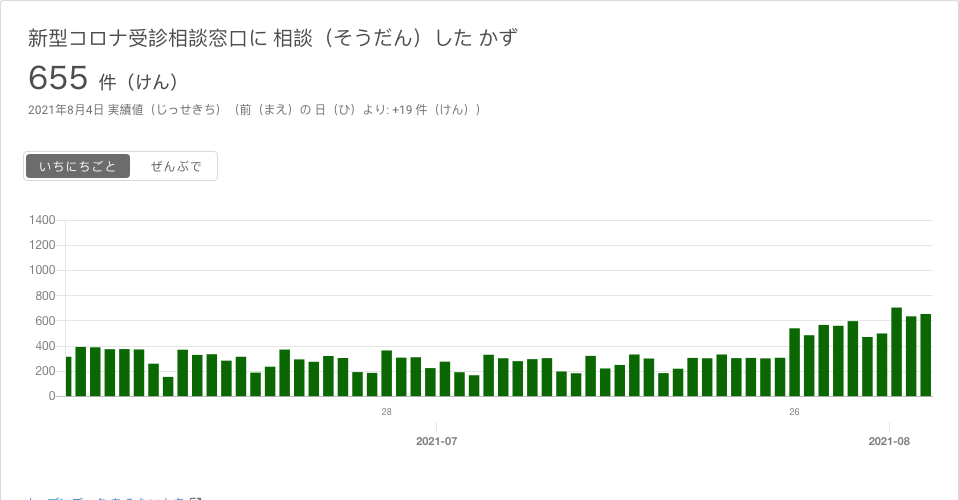 新型コロナ受診相談窓口に 相談（そうだん）した かず
655 件（けん）
2021年8月4日 実績値（じっせきち）（前（まえ）の 日（ひ）より: +19 件（けん））
いちにちごと ぜんぶで
1400
1200
1000
800
600
400
200
0
28 26
2021-07 2021-08